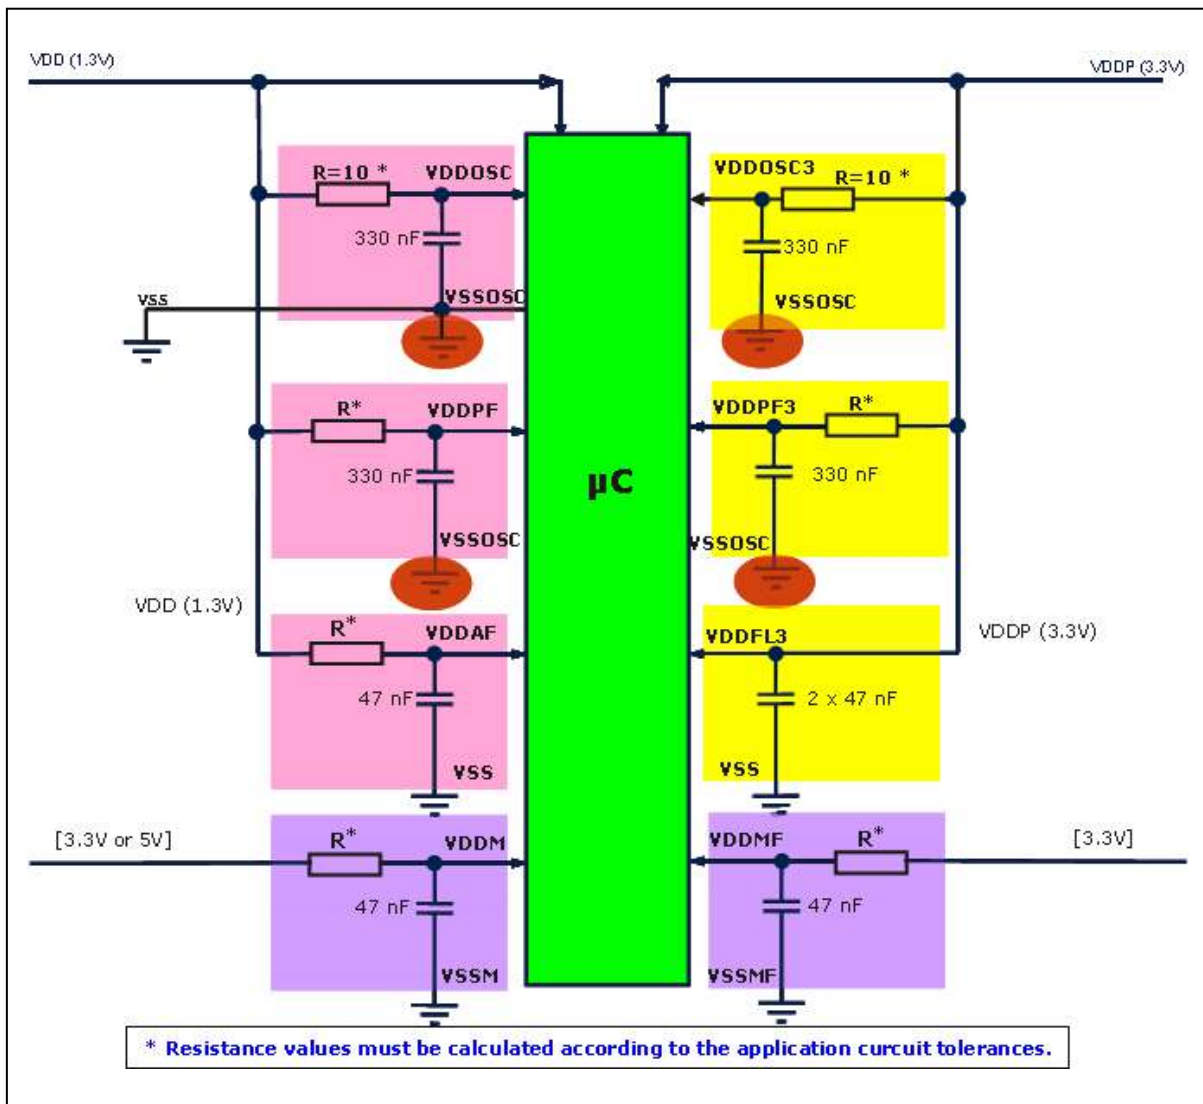 VDD (1.3V)
VDDP (3.3V)
R=10 *
VDDOSC
VDDOSC3
R=10 *
330 nF
330 nF
VSS
VSSOSC
VSSOSC
R*
VDDPF
VDDPF3
R*
330 nF
330 nF
µC
VSSOSC
VSSOSC
VDD (1.3V)
R*
VDDAF
VDDFL3
VDDP (3.3V)
47 nF
2 x 47 nF
VSS
VSS
[3.3V or 5V]
R*
VDDM
VDDMF
R*
[3.3V]
47 nF
47 nF
VSSM
VSSMF
* Resistance values must be calculated according to the application curcuit tolerances.